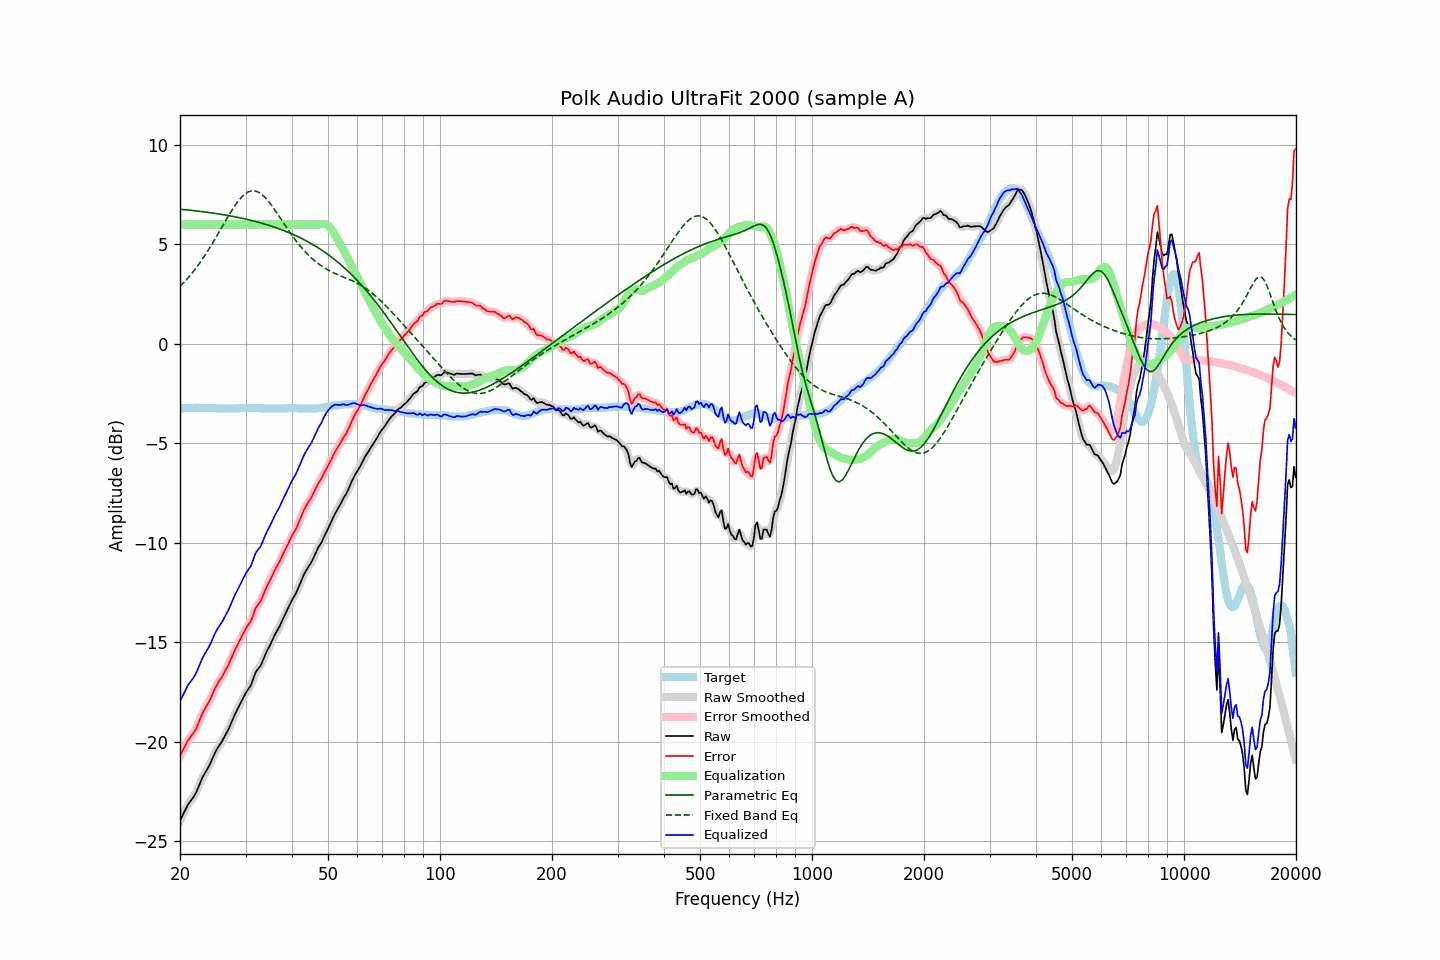 Polk Audio UltraFit 2000 (sample A)
Amplitude (dBr)
10
5
0
−5
−10
−15
−20
−25
Target
Raw Smoothed
Error Smoothed
Raw
Error
Equalization
Parametric Eq
Fixed Band Eq
Equalized
20 50 100 200 500 1000 2000 5000 10000 20000
Frequency (Hz)